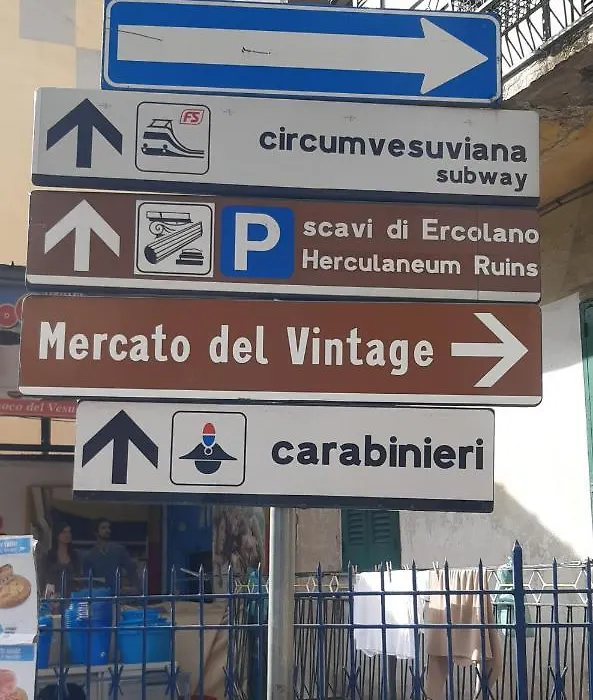 FS
circumvesuviana
subway
P
scavi di Ercolano
Herculaneum Ruins
Mercato del Vintage
carabinieri